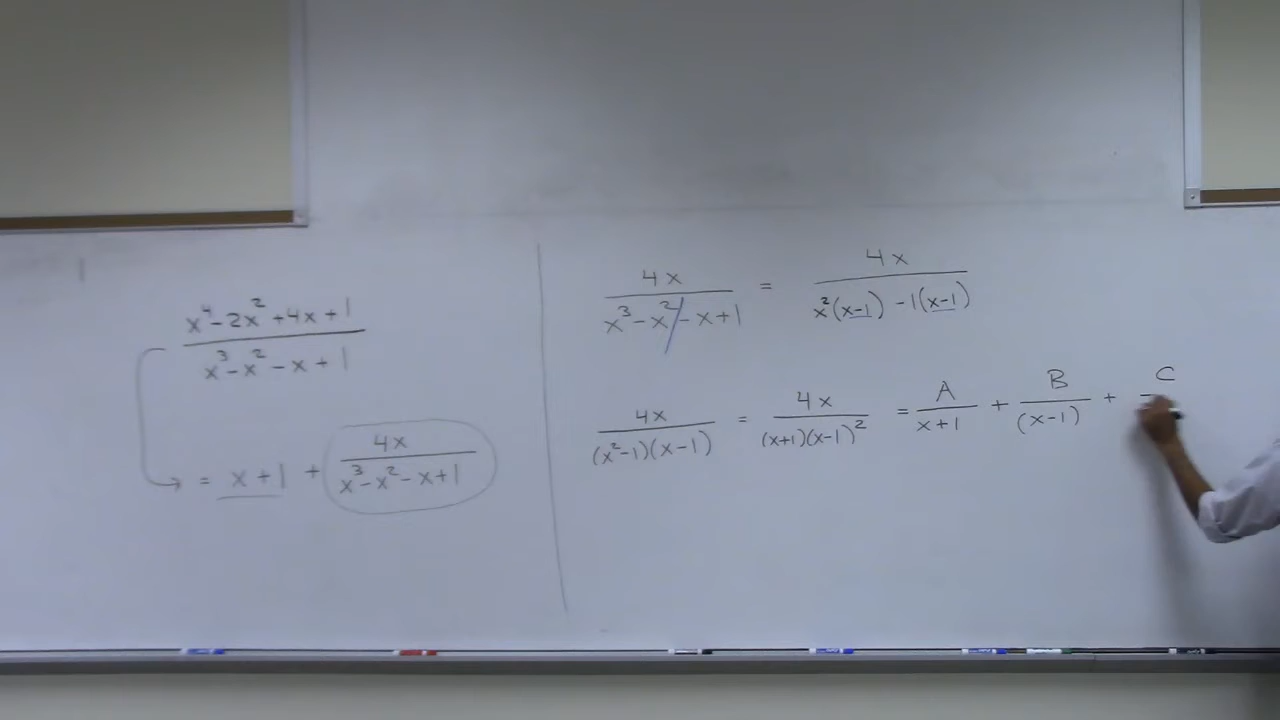 x⁴-2x²+4x+1 / x³-x²-x+1
= x+1 + 4x / x³-x²-x+1
4x / x³-x²-x+1 = 4x / x²(x-1) -1(x-1)
4x / (x²-1)(x-1) = 4x / (x+1)(x-1)² = A / x+1 + B / (x-1) + C